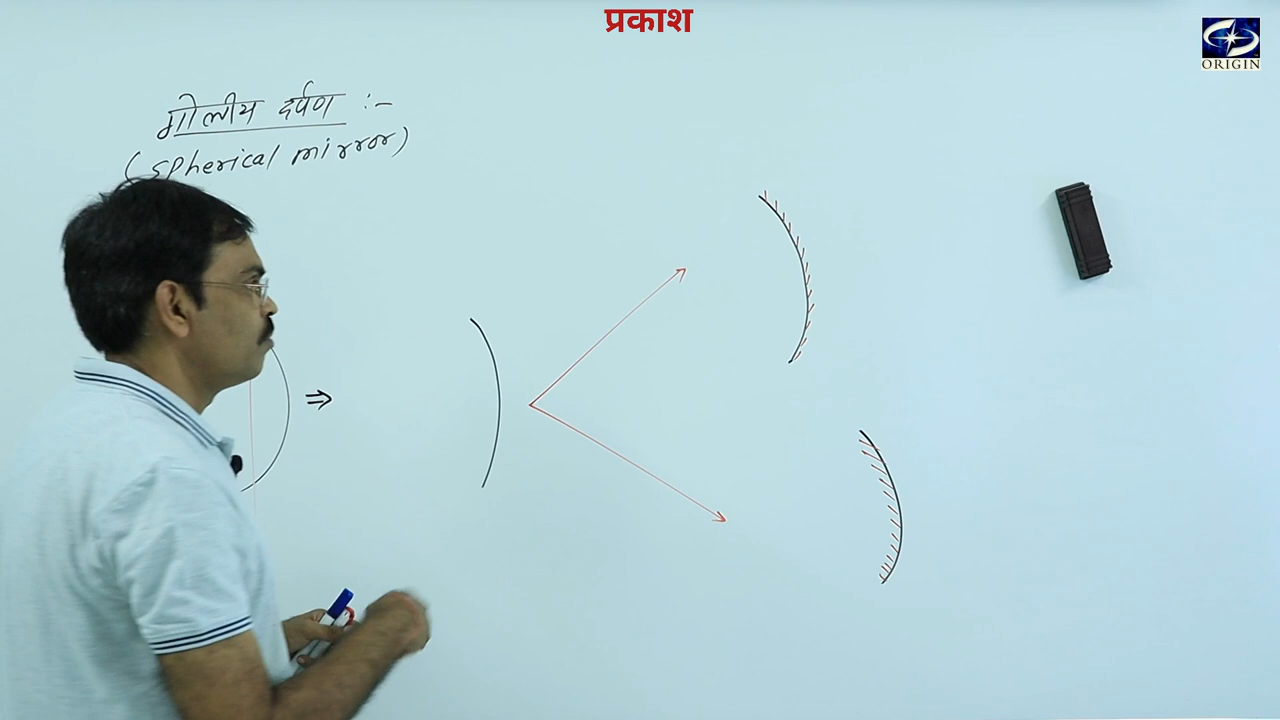 प्रकाश
ORIGIN
गोलीय दर्पण :-
(spherical mirror)